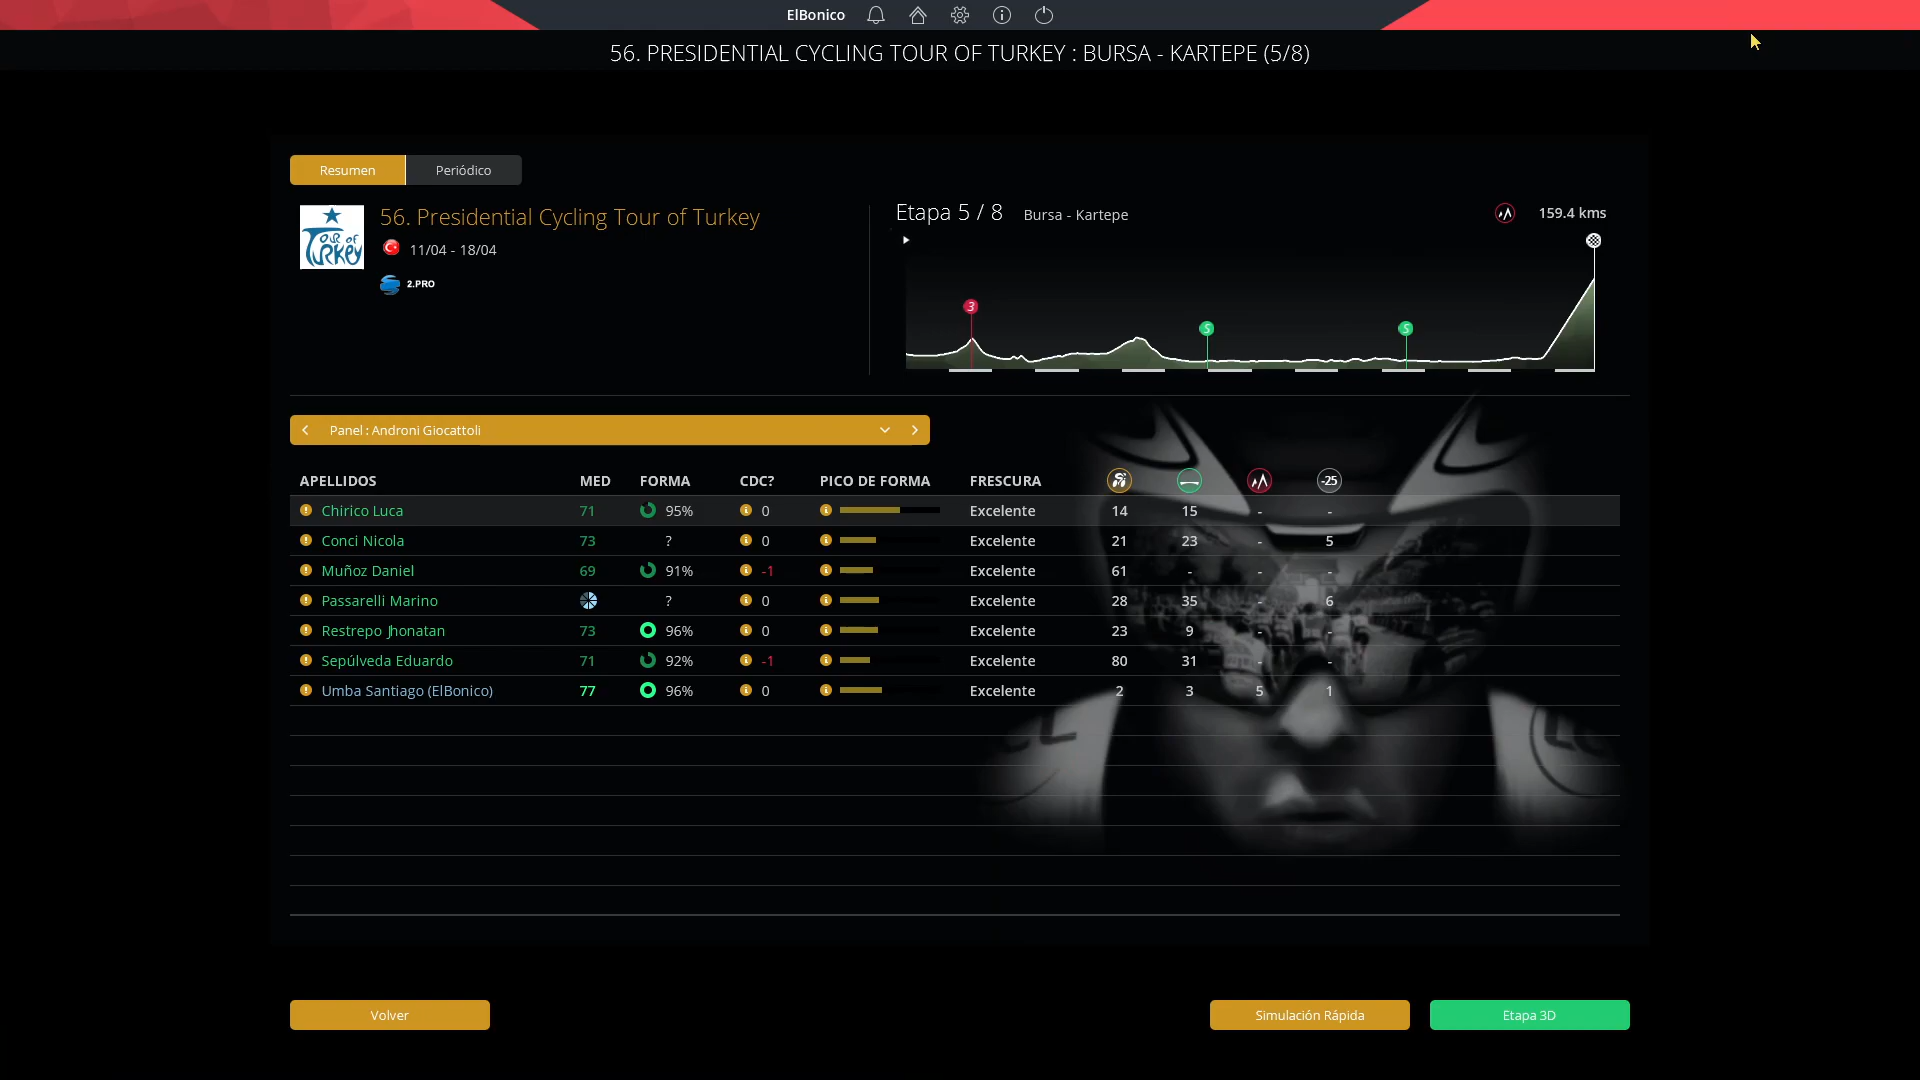 ElBonico
56. PRESIDENTIAL CYCLING TOUR OF TURKEY : BURSA - KARTEPE (5/8)
Resumen Periódico
TOUR OF TURKEY
56. Presidential Cycling Tour of Turkey
11/04 - 18/04
2.PRO
Etapa 5 / 8 Bursa - Kartepe 159.4 kms
3 S S
Panel : Androni Giocattoli
APELLIDOS MED FORMA CDC? PICO DE FORMA FRESCURA -25
Chirico Luca 71 95% 0 Excelente 14 15 - -
Conci Nicola 73 ? 0 Excelente 21 23 - 5
Muñoz Daniel 69 91% -1 Excelente 61 - - -
Passarelli Marino ? 0 Excelente 28 35 - 6
Restrepo Jhonatan 73 96% 0 Excelente 23 9 - -
Sepúlveda Eduardo 71 92% -1 Excelente 80 31 - -
Umba Santiago (ElBonico) 77 96% 0 Excelente 2 3 5 1
Volver Simulación Rápida Etapa 3D